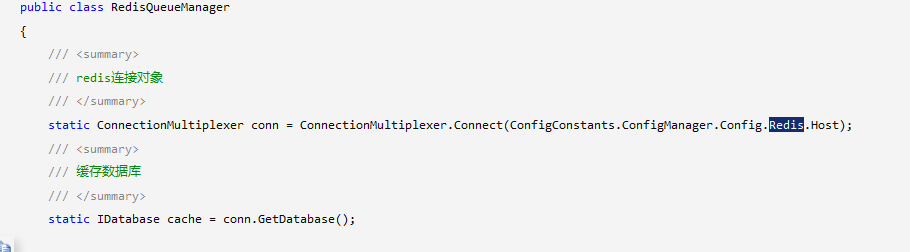 public class RedisQueueManager
{
/// <summary>
/// redis连接对象
/// </summary>
static ConnectionMultiplexer conn = ConnectionMultiplexer.Connect(ConfigConstants.ConfigManager.Config.Redis.Host);
/// <summary>
/// 缓存数据库
/// </summary>
static IDatabase cache = conn.GetDatabase();